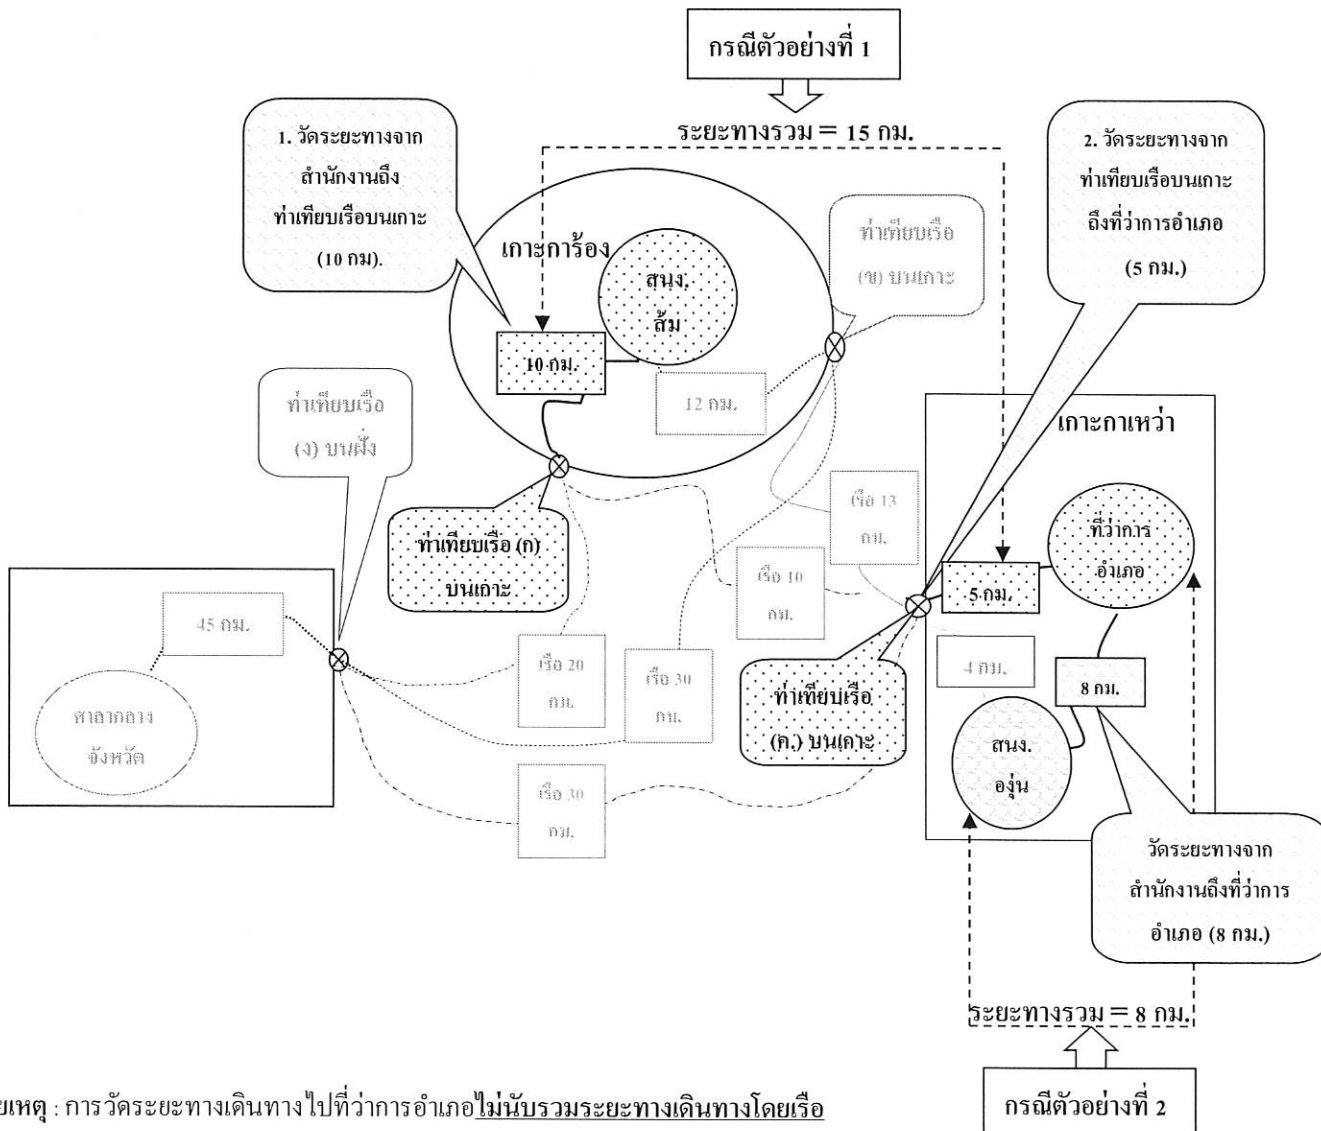 กรณีตัวอย่างที่ 1
ระยะทางรวม = 15 กม.
1. วัดระยะทางจาก
สำนักงานถึง
ท่าเทียบเรือบนเกาะ
(10 กม).
2. วัดระยะทางจาก
ท่าเทียบเรือบนเกาะ
ถึงที่ว่าการอำเภอ
(5 กม.)
เกาะการ้อง
สนง.
ส้ม
ท่าเทียบเรือ
(ข) บนเกาะ
10 กม.
12 กม.
ท่าเทียบเรือ
(ง) บนฝั่ง
เกาะกาเหว่า
ท่าเทียบเรือ (ก)
บนเกาะ
เรือ 13
กม.
ที่ว่าการ
อำเภอ
เรือ 10
กม.
5 กม.
45 กม.
เรือ 20
กม.
เรือ 30
กม.
4 กม.
8 กม.
ท่าเทียบเรือ
(ค.) บนเกาะ
ศาลากลาง
จังหวัด
สนง.
องุ่น
เรือ 30
กม.
วัดระยะทางจาก
สำนักงานถึงที่ว่าการ
อำเภอ (8 กม.)
ระยะทางรวม = 8 กม.
ยเหตุ : การวัดระยะทางเดินทางไปที่ว่าการอำเภอไม่นับรวมระยะทางเดินทางโดยเรือ
กรณีตัวอย่างที่ 2